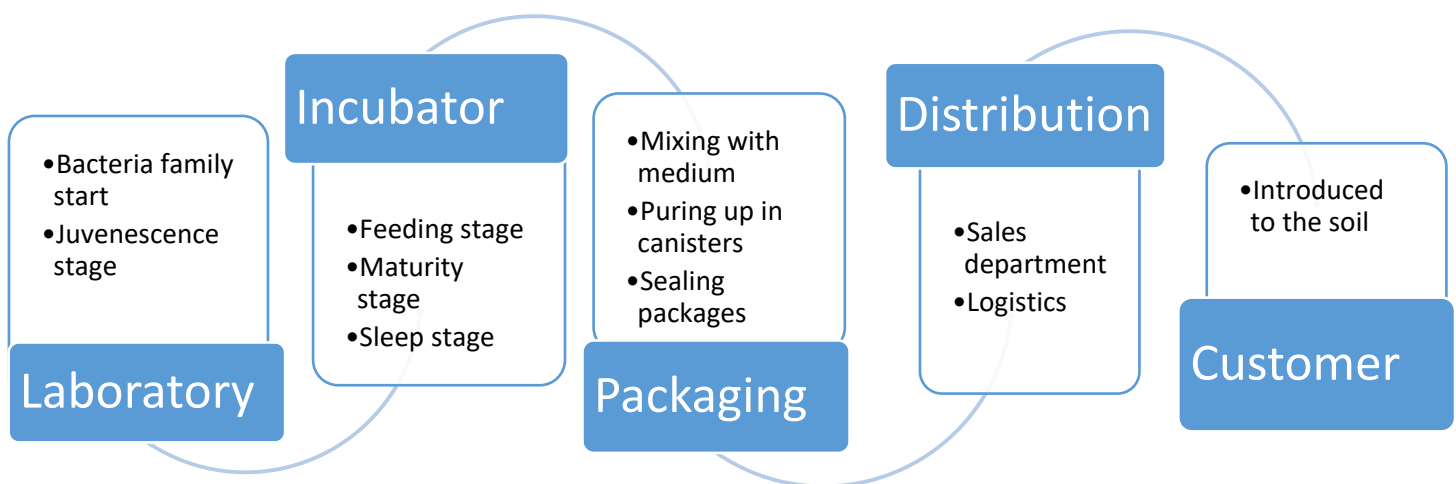 Laboratory
•Bacteria family
start
•Juvenescence
stage
Incubator
•Feeding stage
•Maturity
stage
•Sleep stage
Packaging
•Mixing with
medium
•Puring up in
canisters
•Sealing
packages
Distribution
•Sales
department
•Logistics
Customer
•Introduced
to the soil